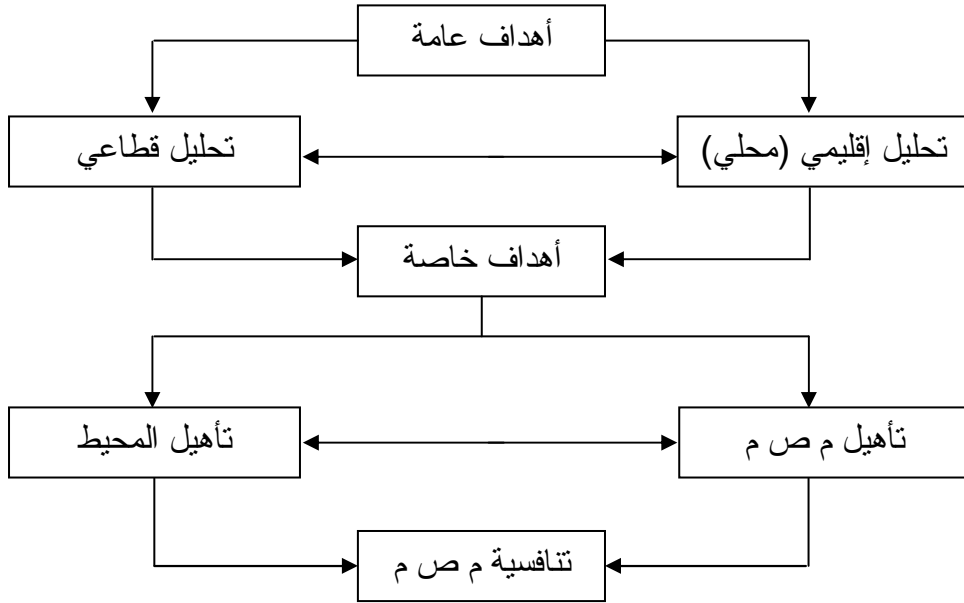 أهداف عامة
تحليل إقليمي (محلي)
تحليل قطاعي
أهداف خاصة
تأهيل م ص م
تأهيل المحيط
تنافسية م ص م